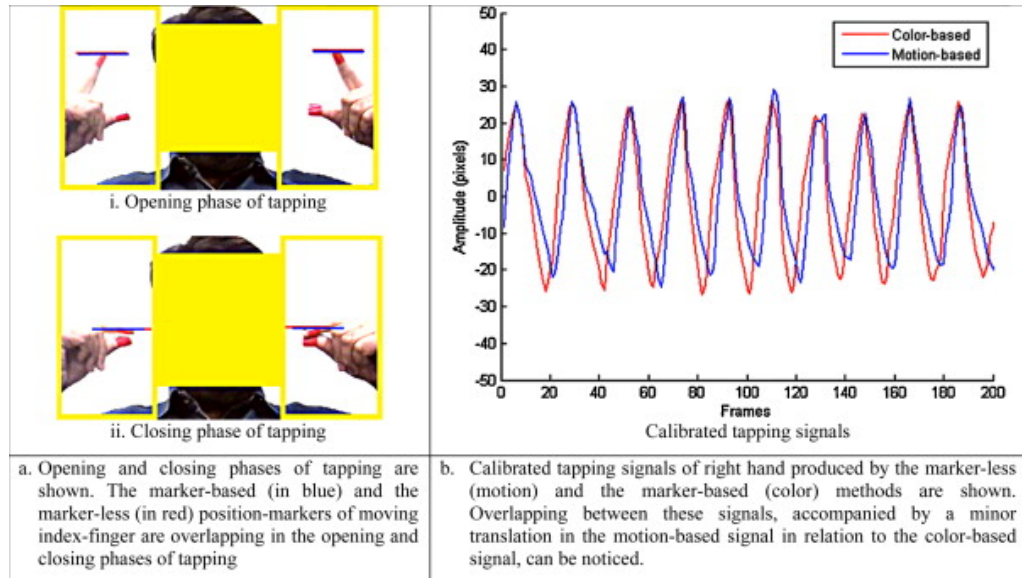 i. Opening phase of tapping
ii. Closing phase of tapping
50
40
30
20
10
0
-10
-20
-30
-40
-50
Amplitude (pixels)
0 20 40 60 80 100 120 140 160 180 200
Frames
Color-based
Motion-based
Calibrated tapping signals
a. Opening and closing phases of tapping are
shown. The marker-based (in blue) and the
marker-less (in red) position-markers of moving
index-finger are overlapping in the opening and
closing phases of tapping
b. Calibrated tapping signals of right hand produced by the marker-less
(motion) and the marker-based (color) methods are shown.
Overlapping between these signals, accompanied by a minor
translation in the motion-based signal in relation to the color-based
signal, can be noticed.